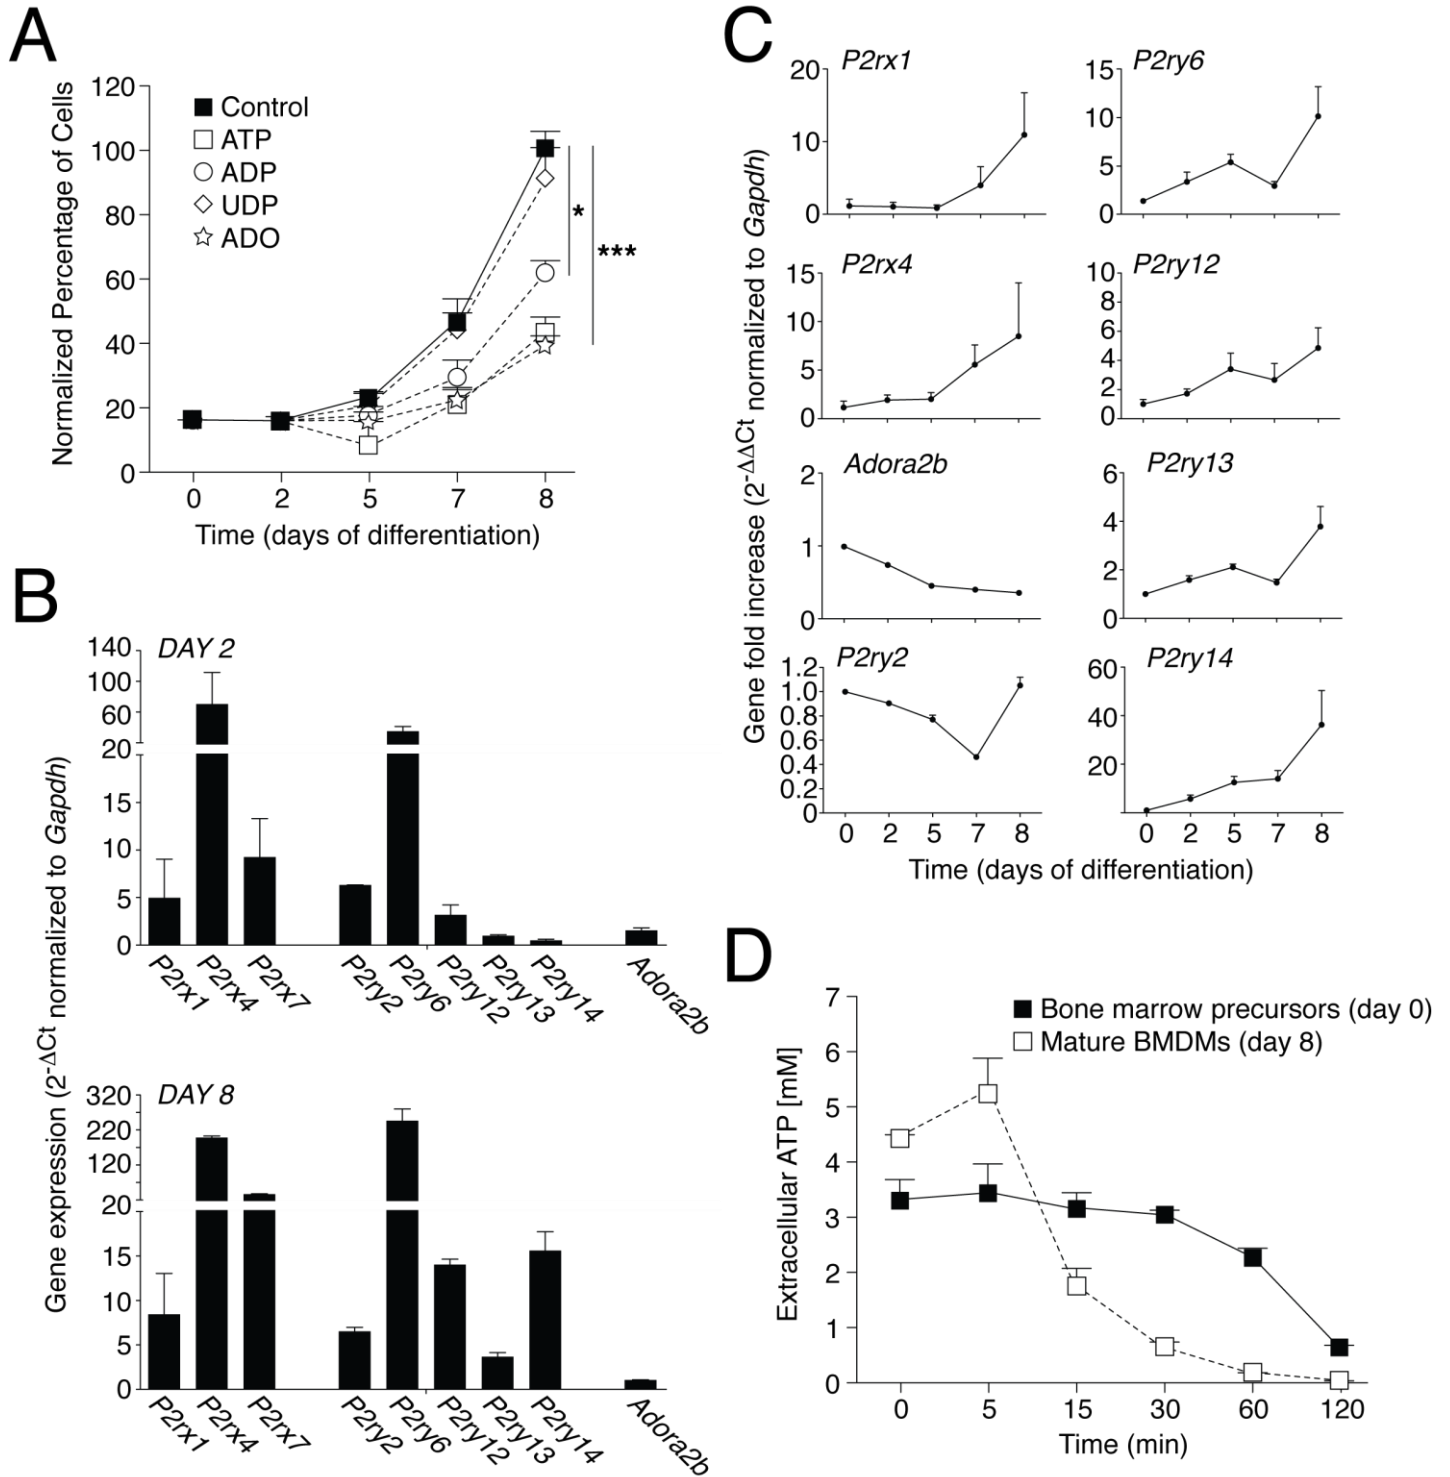 A
Normalized Percentage of Cells
120
100
80
60
40
20
0
Control
ATP
ADP
UDP
ADO
*
***
0 2 5 7 8
Time (days of differentiation)
B
Gene expression (2-ΔCt normalized to Gapdh)
DAY 2
140
100
60
20
15
10
5
0
P2rx1 P2rx4 P2rx7 P2ry2 P2ry6 P2ry12 P2ry13 P2ry14 Adora2b
DAY 8
320
220
120
20
15
10
5
0
P2rx1 P2rx4 P2rx7 P2ry2 P2ry6 P2ry12 P2ry13 P2ry14 Adora2b
C
Gene fold increase (2-ΔΔCt normalized to Gapdh)
P2rx1
20
10
0
P2ry6
15
10
5
0
P2rx4
15
10
5
0
P2ry12
10
8
6
4
2
0
Adora2b
2
1
0
P2ry13
6
4
2
0
P2ry2
1.2
1.0
0.8
0.6
0.4
0.2
0
P2ry14
60
40
20
0 2 5 7 8
0 2 5 7 8
Time (days of differentiation)
D
Extracellular ATP [mM]
7
6
5
4
3
2
1
0
Bone marrow precursors (day 0)
Mature BMDMs (day 8)
0 5 15 30 60 120
Time (min)